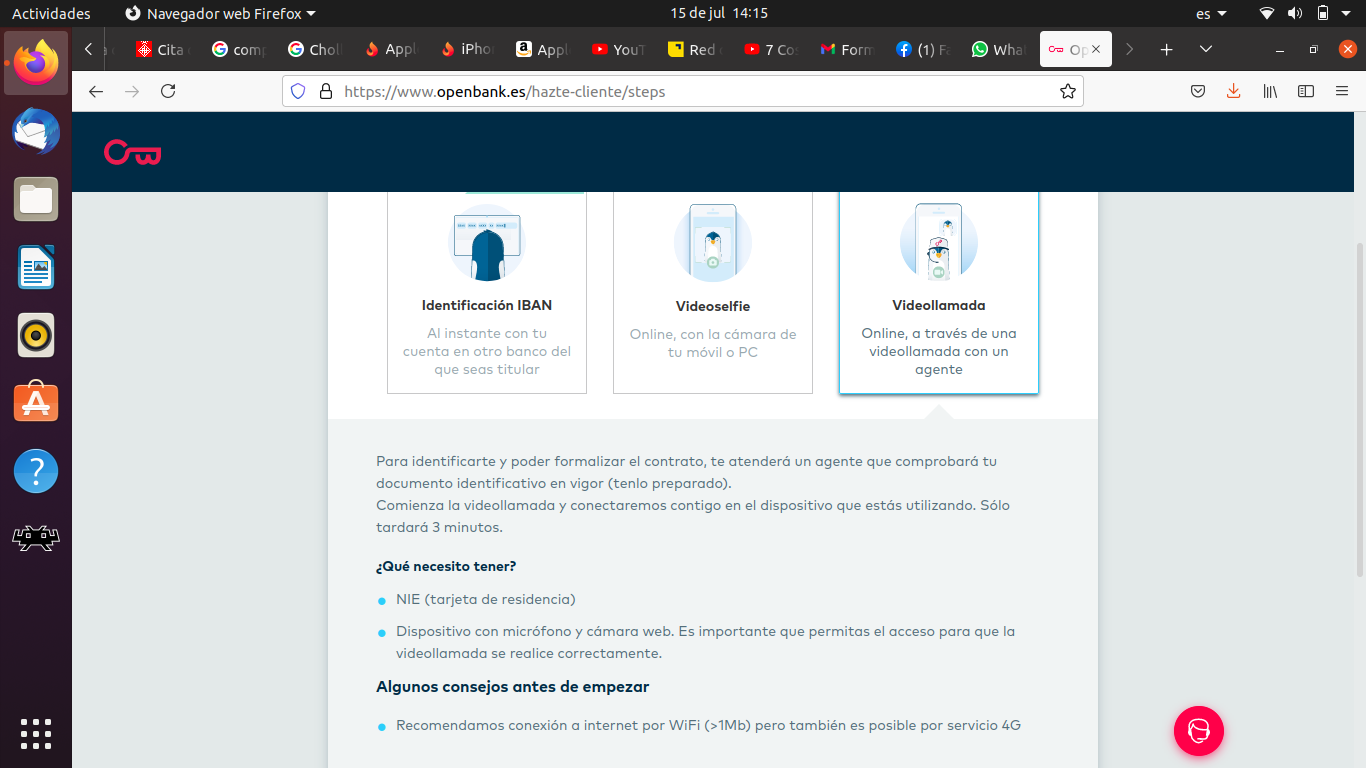 Actividades
Navegador web Firefox
15 de jul 14:15
es
Cita
comp
Choll
Appl
iPho
Appl
YouT
Red
7 Co
Form
(1) Fa
What
Op
https://www.openbank.es/hazte-cliente/steps
Identificación IBAN
Al instante con tu
cuenta en otro banco del
que seas titular
Videoselfie
Online, con la cámara de
tu móvil o PC
Videollamada
Online, a través de una
videollamada con un
agente
Para identificarte y poder formalizar el contrato, te atenderá un agente que comprobará tu
documento identificativo en vigor (tenlo preparado).
Comienza la videollamada y conectaremos contigo en el dispositivo que estás utilizando. Sólo
tardará 3 minutos.
¿Qué necesito tener?
NIE (tarjeta de residencia)
Dispositivo con micrófono y cámara web. Es importante que permitas el acceso para que la
videollamada se realice correctamente.
Algunos consejos antes de empezar
Recomendamos conexión a internet por WiFi (>1Mb) pero también es posible por servicio 4G